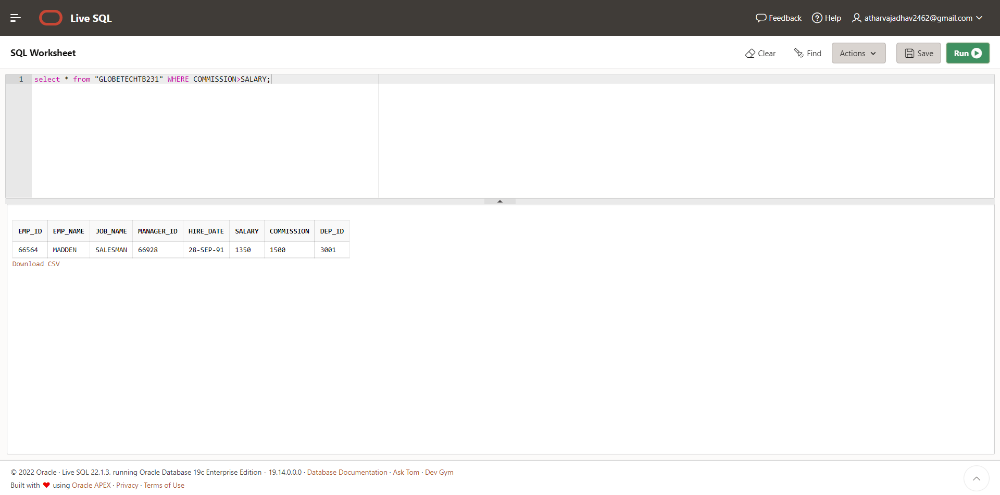 Live SQL
Feedback Help atharvajadhav2462@gmail.com
SQL Worksheet
Clear Find Actions Save Run
1 select * from "GLOBETECHTB231" WHERE COMMISSION>SALARY;
EMP_ID EMP_NAME JOB_NAME MANAGER_ID HIRE_DATE SALARY COMMISSION DEP_ID
66564 MADDEN SALESMAN 66928 28-SEP-91 1350 1500 3001
Download CSV
© 2022 Oracle · Live SQL 22.1.3, running Oracle Database 19c Enterprise Edition - 19.14.0.0.0 · Database Documentation · Ask Tom · Dev Gym
Built with ❤ using Oracle APEX · Privacy · Terms of Use